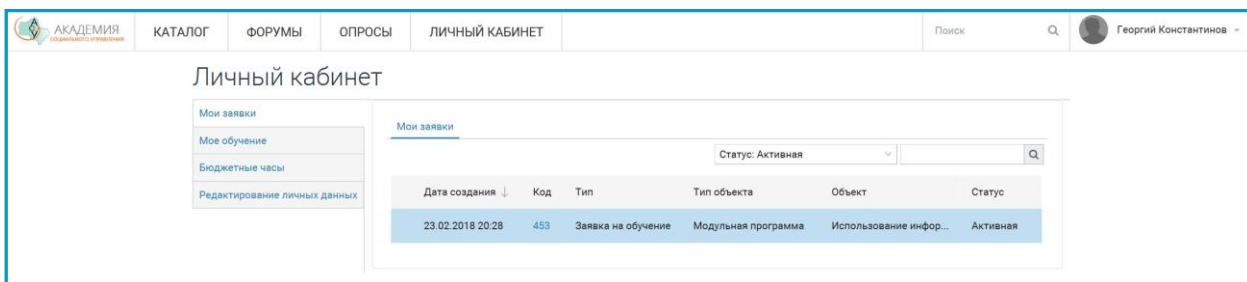 АКАДЕМИЯ
СОЦИАЛЬНОГО УПРАВЛЕНИЯ
КАТАЛОГ ФОРУМЫ ОПРОСЫ ЛИЧНЫЙ КАБИНЕТ Поиск Георгий Константинов
Личный кабинет
Мои заявки
Мое обучение
Бюджетные часы
Редактирование личных данных
Мои заявки
Статус: Активная
Дата создания ↓ Код Тип Тип объекта Объект Статус
23.02.2018 20:28 453 Заявка на обучение Модульная программа Использование инфор... Активная